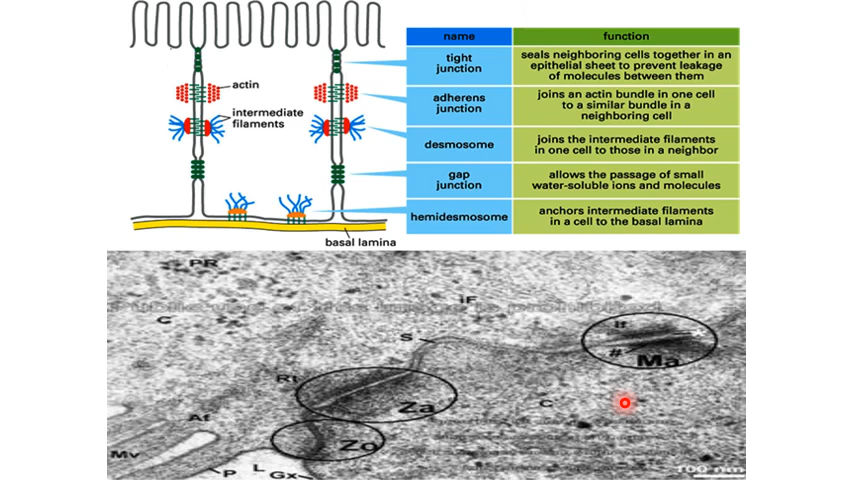 name
function
tight
junction
seals neighboring cells together in an
epithelial sheet to prevent leakage
of molecules between them
adherens
junction
joins an actin bundle in one cell
to a similar bundle in a
neighboring cell
desmosome
joins the intermediate filaments
in one cell to those in a neighbor
gap
junction
allows the passage of small
water-soluble ions and molecules
hemidesmosome
anchors intermediate filaments
in a cell to the basal lamina
actin
intermediate
filaments
basal lamina
PR
iF
C
S
If
#
Ma
Rt
Za
C
Af
Zo
Mv
P
L
Gx
100 nm